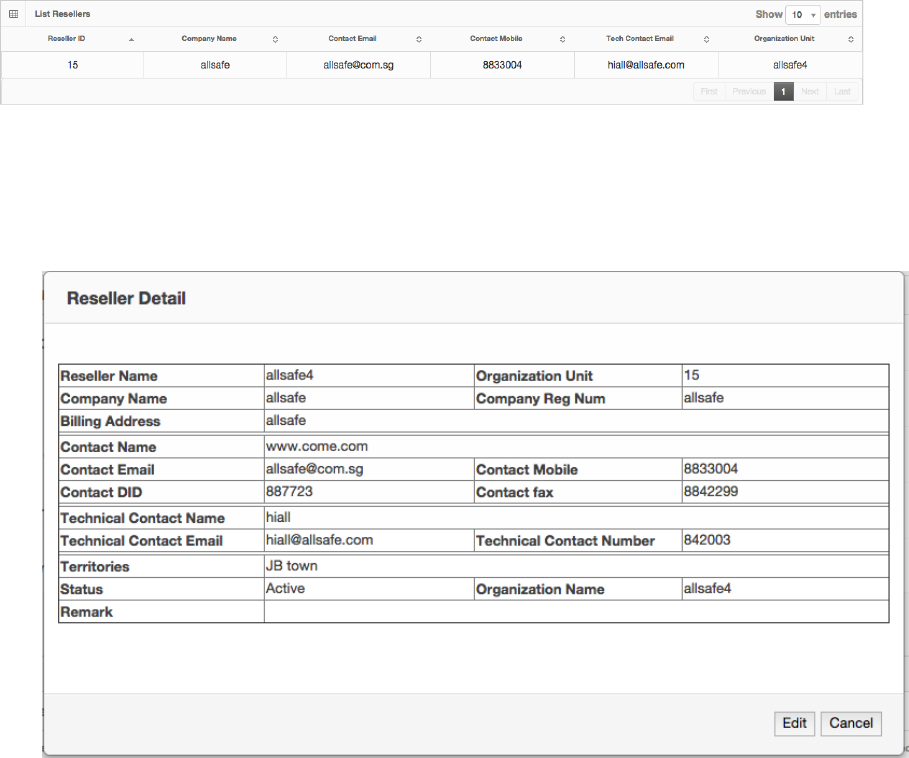 List Resellers Show 10 entries
Reseller ID Company Name Contact Email Contact Mobile Tech Contact Email Organization Unit
15 allsafe allsafe@com.sg 8833004 hiall@allsafe.com allsafe4
First Previous 1 Next Last
Reseller Detail
Reseller Name allsafe4 Organization Unit 15
Company Name allsafe Company Reg Num allsafe
Billing Address allsafe
Contact Name www.come.com
Contact Email allsafe@com.sg Contact Mobile 8833004
Contact DID 887723 Contact fax 8842299
Technical Contact Name hiall
Technical Contact Email hiall@allsafe.com Technical Contact Number 842003
Territories JB town
Status Active Organization Name allsafe4
Remark
Edit Cancel